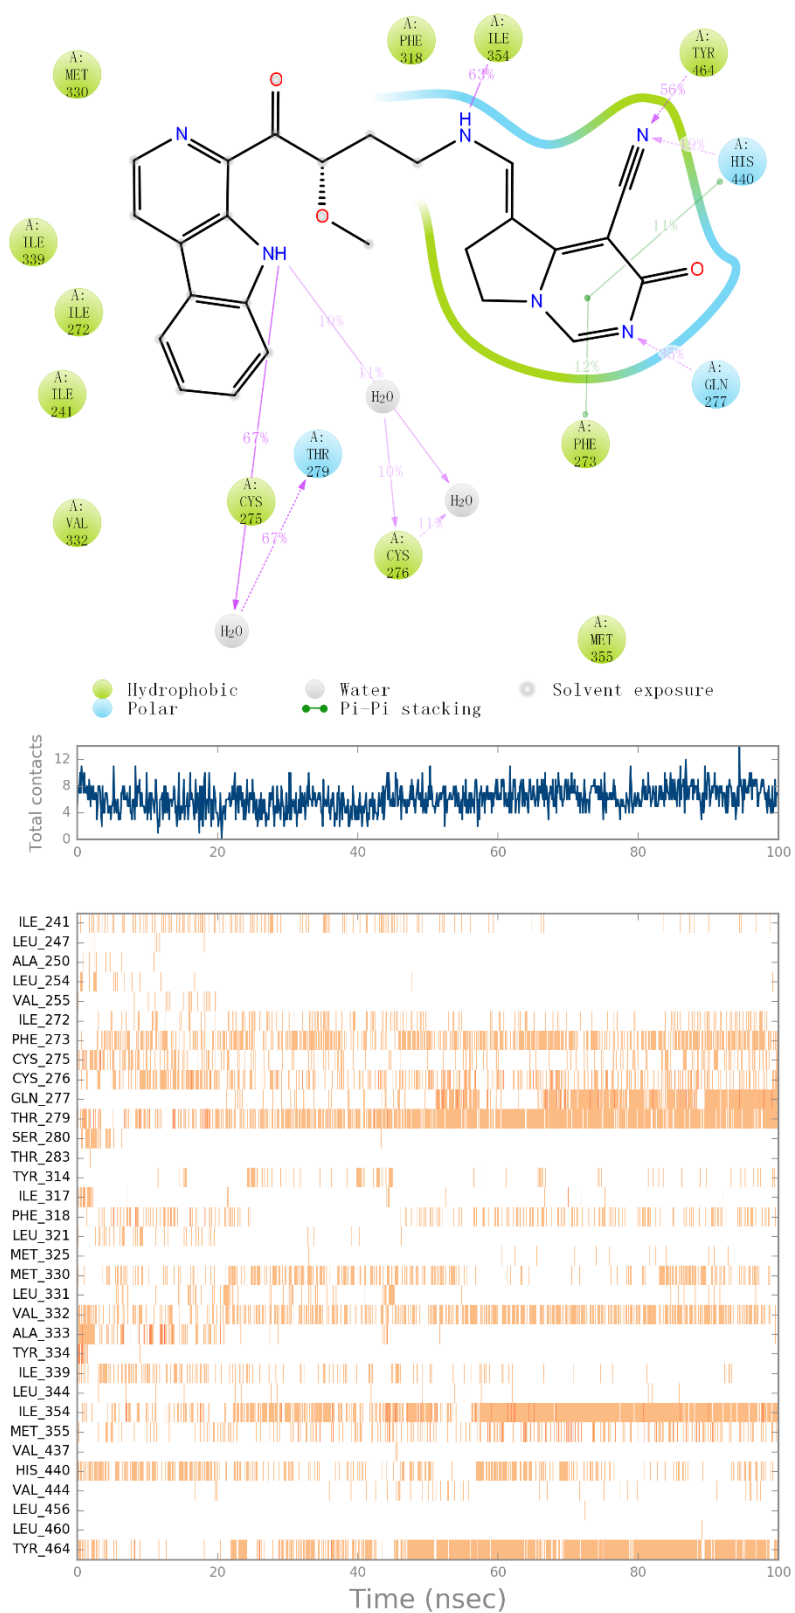 A:
PHE
318
A:
ILE
354
A:
TYR
464
A:
MET
330
63%
56%
O
N
H
N
N
A:
HIS
440
O
11%
A:
ILE
339
NH
O
N
N
A:
ILE
272
10%
35%
12%
A:
GLN
277
A:
ILE
241
11%
H2O
67%
A:
THR
279
A:
PHE
273
10%
A:
CYS
275
H2O
A:
VAL
332
11%
67%
A:
CYS
276
H2O
A:
MET
355
Hydrophobic
Water
Solvent exposure
Polar
Pi-Pi stacking
Total contacts
12
8
4
0
0
20
40
60
80
100
ILE_241
LEU_247
ALA_250
LEU_254
VAL_255
ILE_272
PHE_273
CYS_275
CYS_276
GLN_277
THR_279
SER_280
THR_283
TYR_314
ILE_317
PHE_318
LEU_321
MET_325
MET_330
LEU_331
VAL_332
ALA_333
TYR_334
ILE_339
LEU_344
ILE_354
MET_355
VAL_437
HIS_440
VAL_444
LEU_456
LEU_460
TYR_464
0
20
40
60
80
100
Time (nsec)